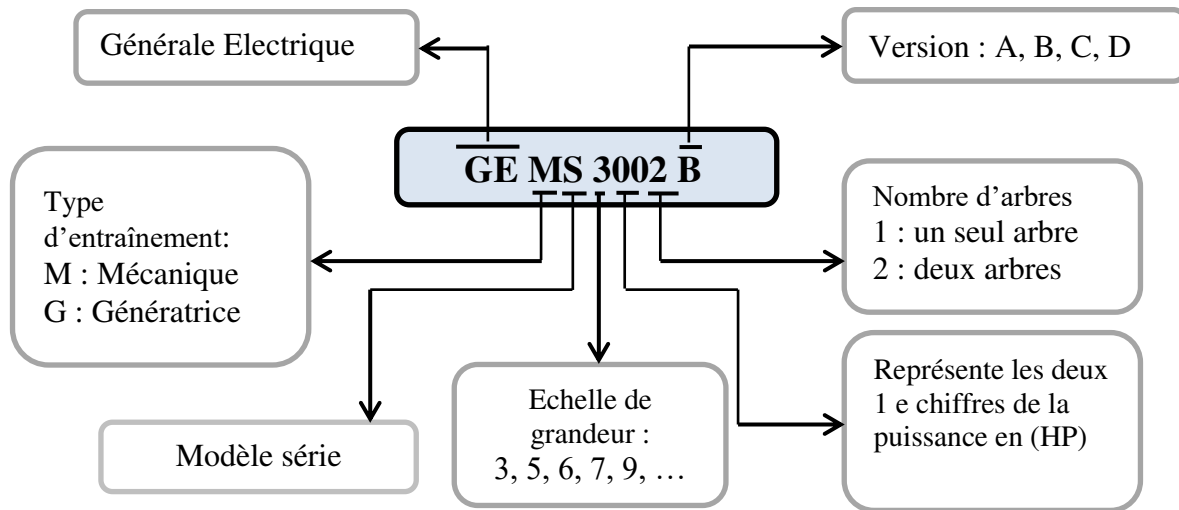 Générale Electrique
Version : A, B, C, D
GE MS 3002 B
Type
d’entraînement:
M : Mécanique
G : Génératrice
Nombre d’arbres
1 : un seul arbre
2 : deux arbres
Modèle série
Echelle de
grandeur :
3, 5, 6, 7, 9, …
Représente les deux
1 e chiffres de la
puissance en (HP)